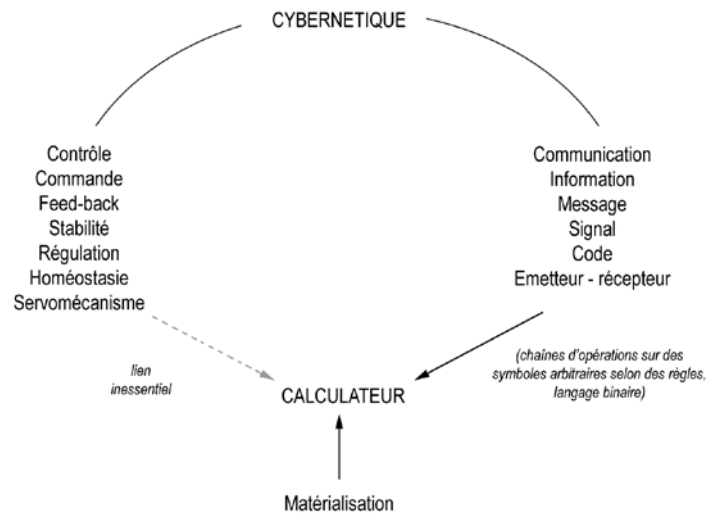 CYBERNETIQUE
Contrôle
Commande
Feed-back
Stabilité
Régulation
Homéostasie
Servomécanisme
Communication
Information
Message
Signal
Code
Emetteur - récepteur
lien
inessentiel
(chaînes d'opérations sur des
symboles arbitraires selon des règles,
langage binaire)
CALCULATEUR
Matérialisation